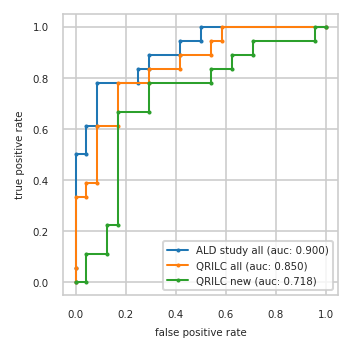 true positive rate
1.0
0.8
0.6
0.4
0.2
0.0
ALD study all (auc: 0.900)
QRILC all (auc: 0.850)
QRILC new (auc: 0.718)
0.0 0.2 0.4 0.6 0.8 1.0
false positive rate